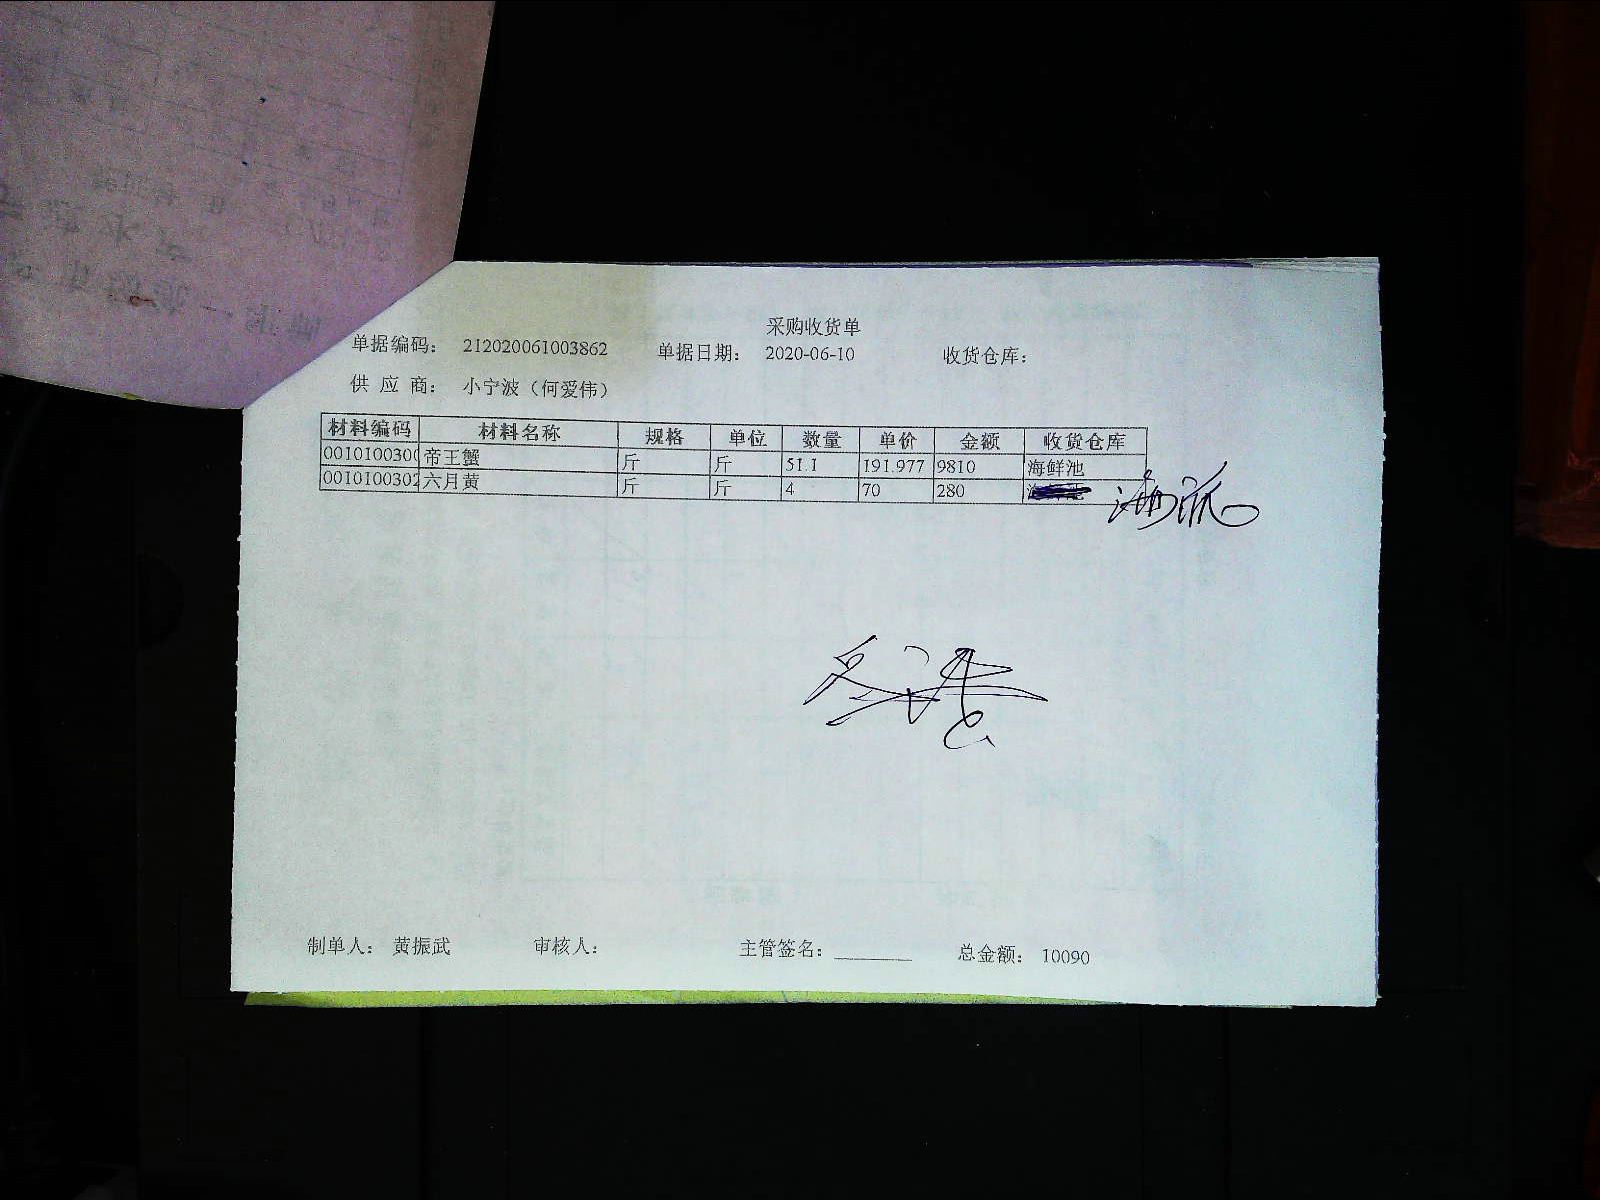 采购收货单
单据编码： 212020061003862 单据日期： 2020-06-10 收货仓库：
供 应 商： 小宁波（何爱伟）
材料编码 材料名称 规格 单位 数量 单价 金额 收货仓库
0010100300 帝王蟹 斤 斤 51.1 191.977 9810 海鲜池
0010100302 六月黄 斤 斤 4 70 280
制单人： 黄振武 审核人： 主管签名： 总金额： 10090